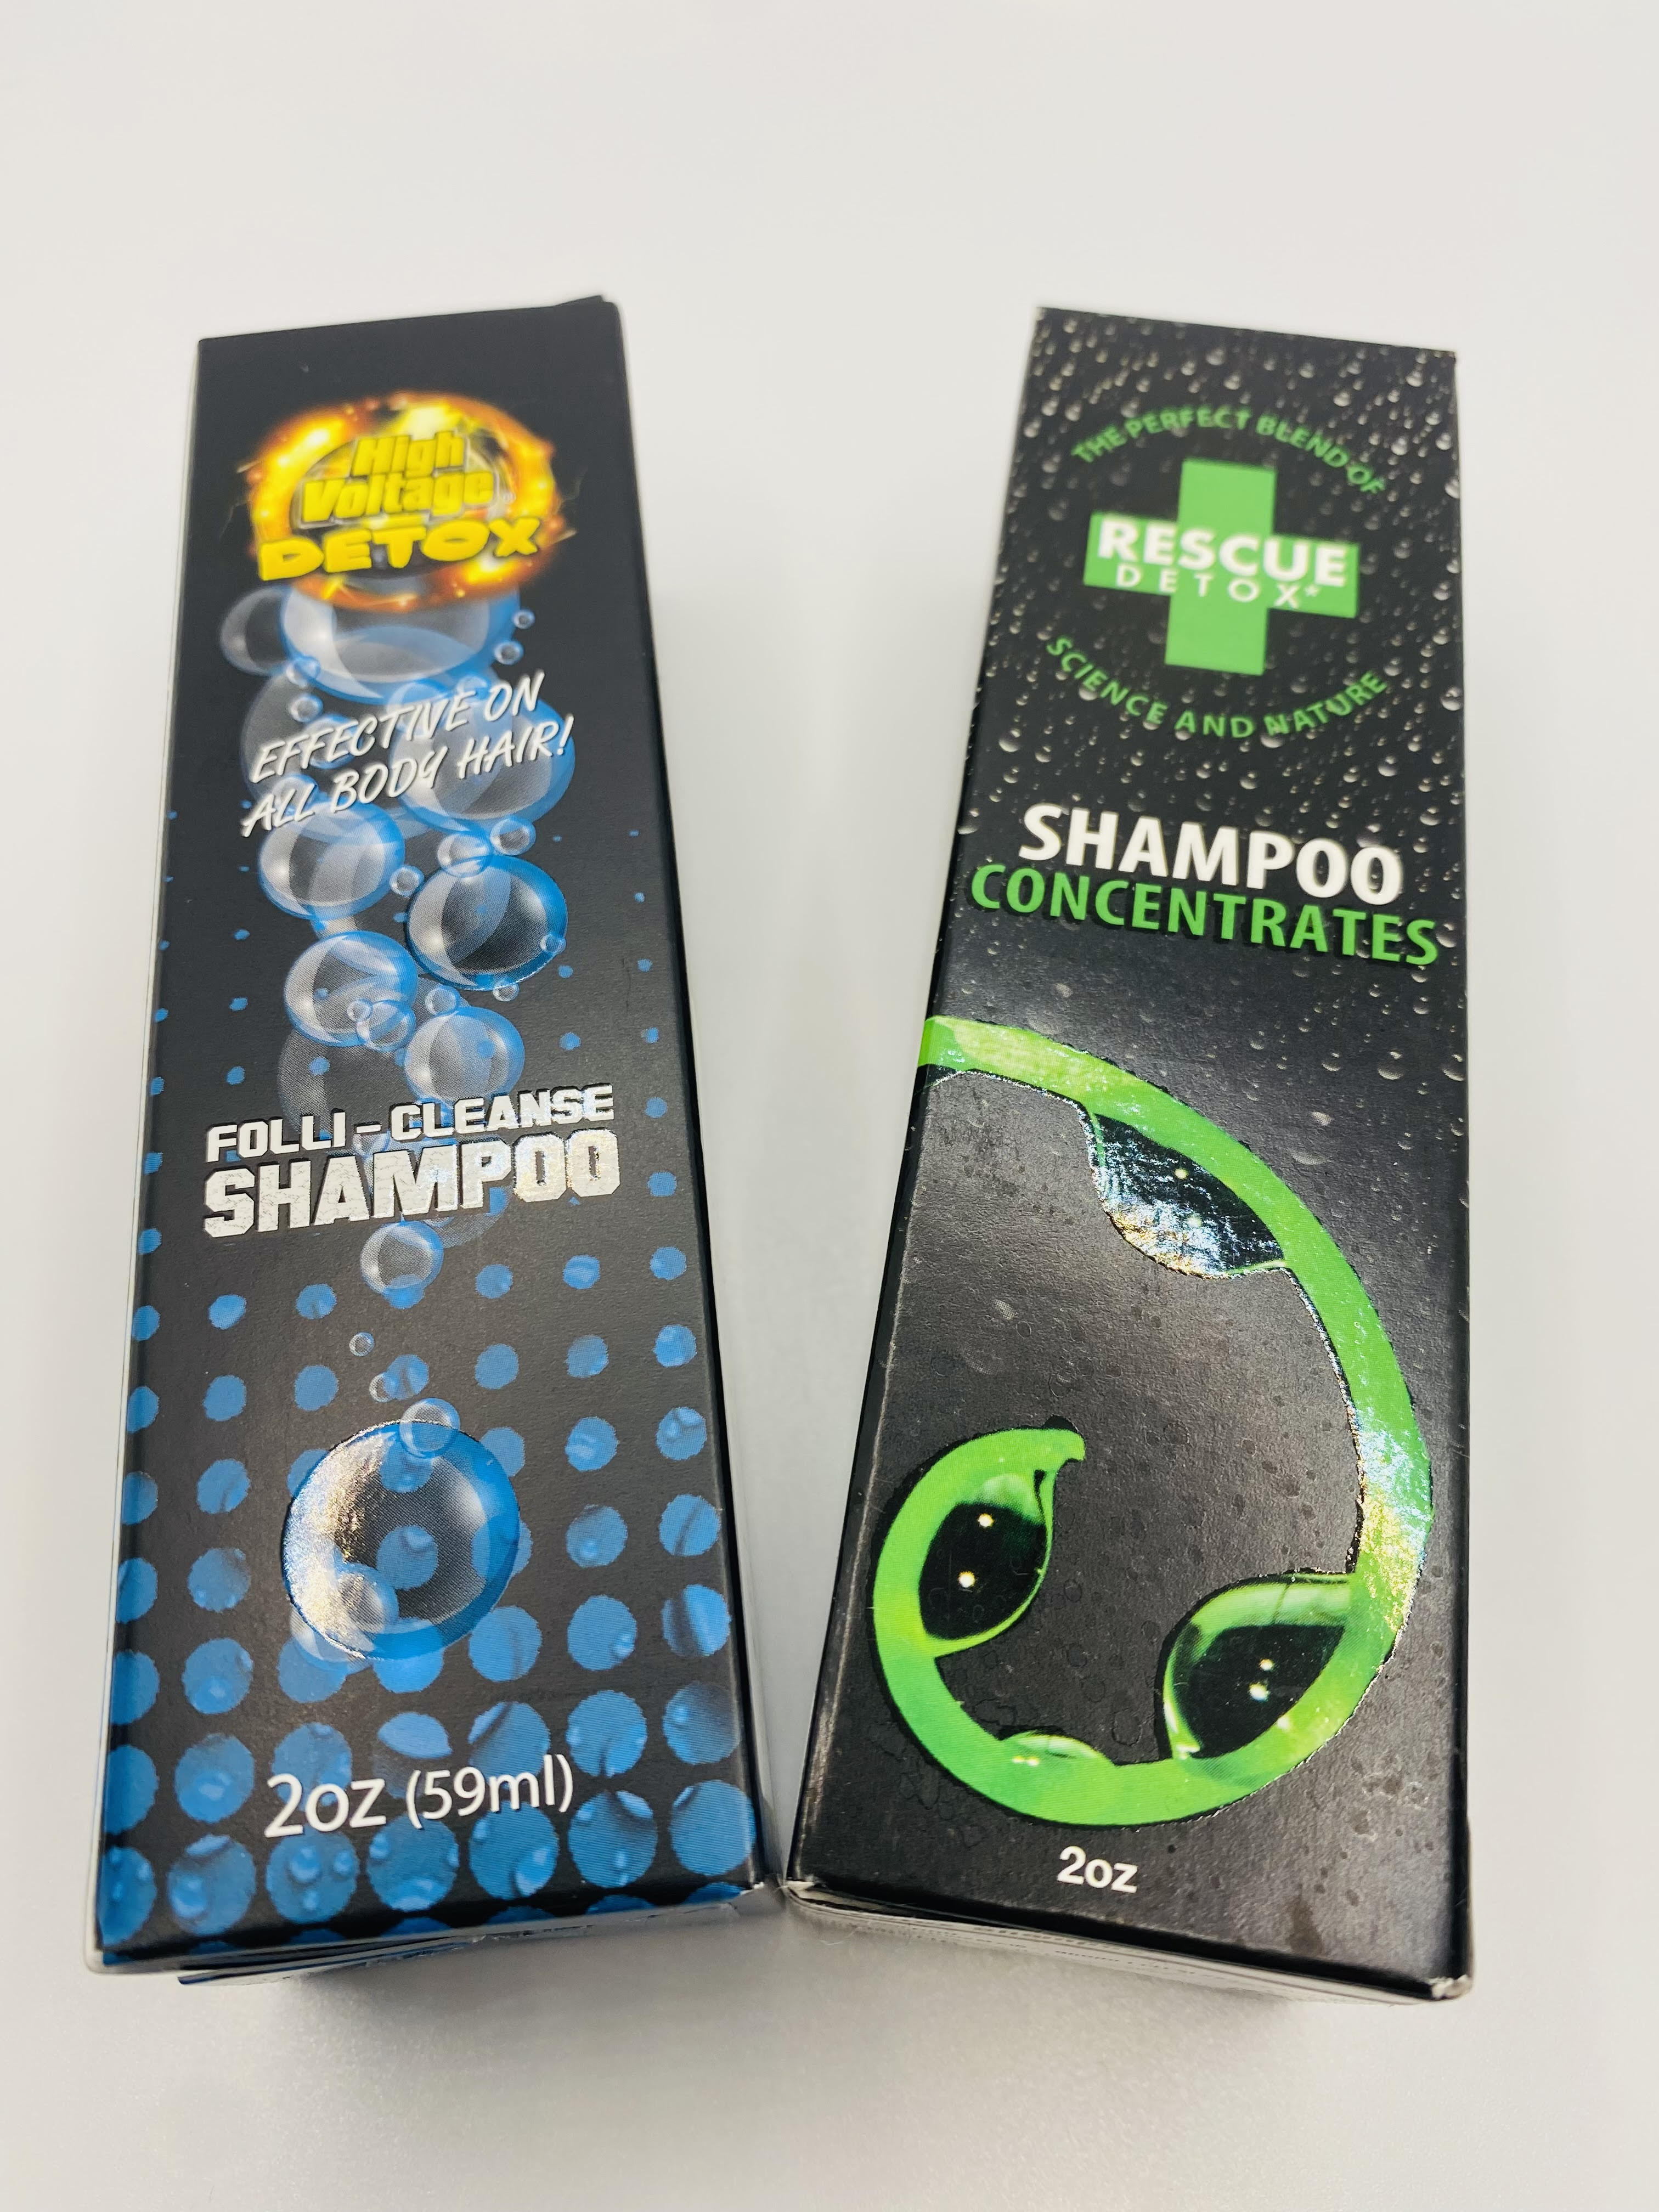 High
Voltage
DETOX
EFFECTIVE ON
ALL BODY HAIR!
FOLLI-CLEANSE
SHAMPOO
2oz (59ml)
THE PERFECT BLEND OF
RESCUE
DETOX*
SCIENCE AND NATURE
SHAMPOO
CONCENTRATES
2oz